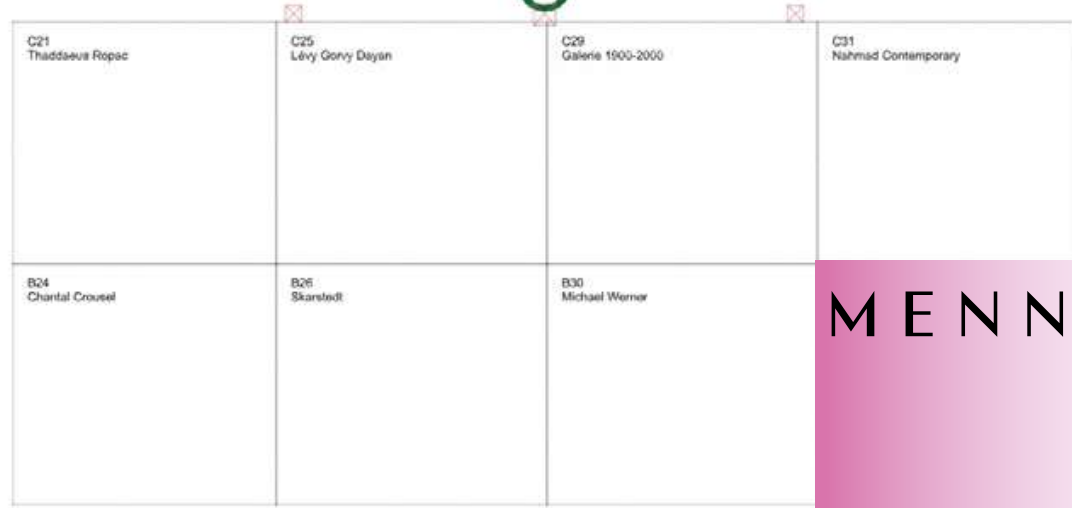 C21
Thaddaeus Ropac
C25
Lévy Gorvy Dayan
C29
Galerie 1900-2000
C31
Nahmad Contemporary
B24
Chantal Crousel
B26
Skarstedt
B30
Michael Werner
MENN